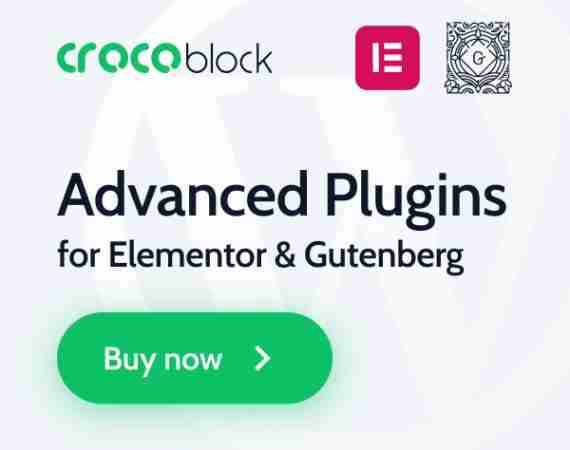 crocoblock
G
Advanced Plugins
for Elementor & Gutenberg
Buy now